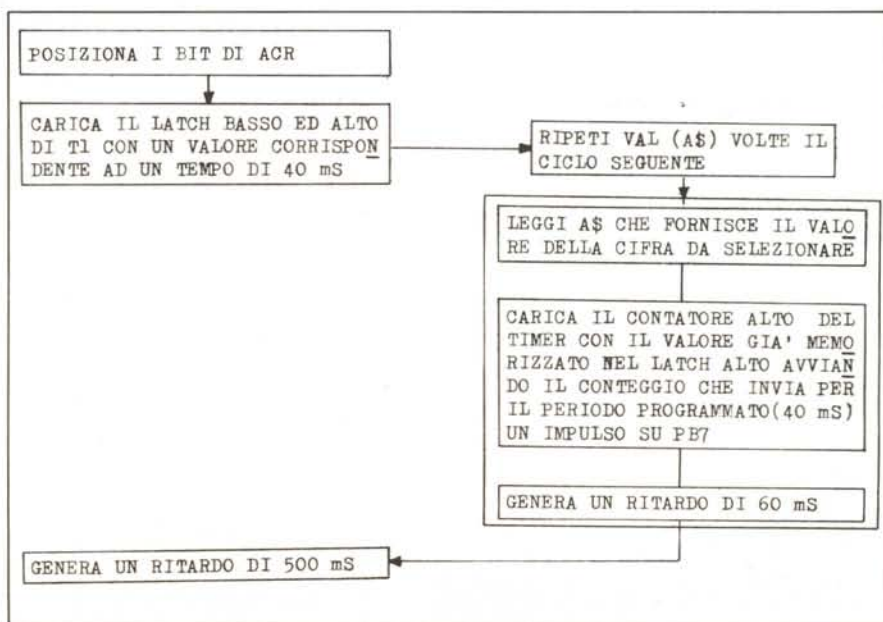 POSIZIONA I BIT DI ACR
CARICA IL LATCH BASSO ED ALTO
DI T1 CON UN VALORE CORRISPON
DENTE AD UN TEMPO DI 40 mS
RIPETI VAL (A$) VOLTE IL
CICLO SEGUENTE
LEGGI A$ CHE FORNISCE IL VALO
RE DELLA CIFRA DA SELEZIONARE
CARICA IL CONTATORE ALTO DEL
TIMER CON IL VALORE GIA' MEMO
RIZZATO NEL LATCH ALTO AVVIAN
DO IL CONTEGGIO CHE INVIA PER
IL PERIODO PROGRAMMATO(40 mS)
UN IMPULSO SU PB7
GENERA UN RITARDO DI 60 mS
GENERA UN RITARDO DI 500 mS